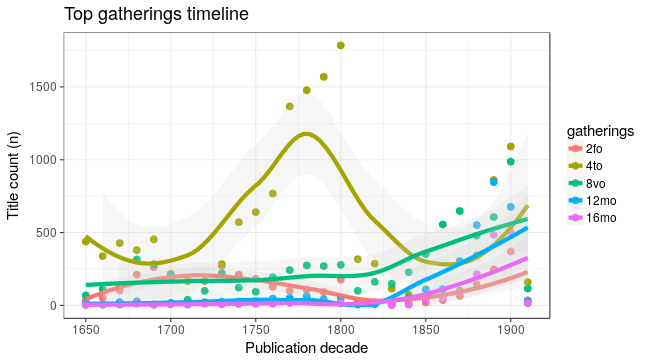 Top gatherings timeline
Title count (n)
1500
1000
500
0
1650
1700
1750
1800
1850
1900
Publication decade
gatherings
2fo
4to
8vo
12mo
16mo